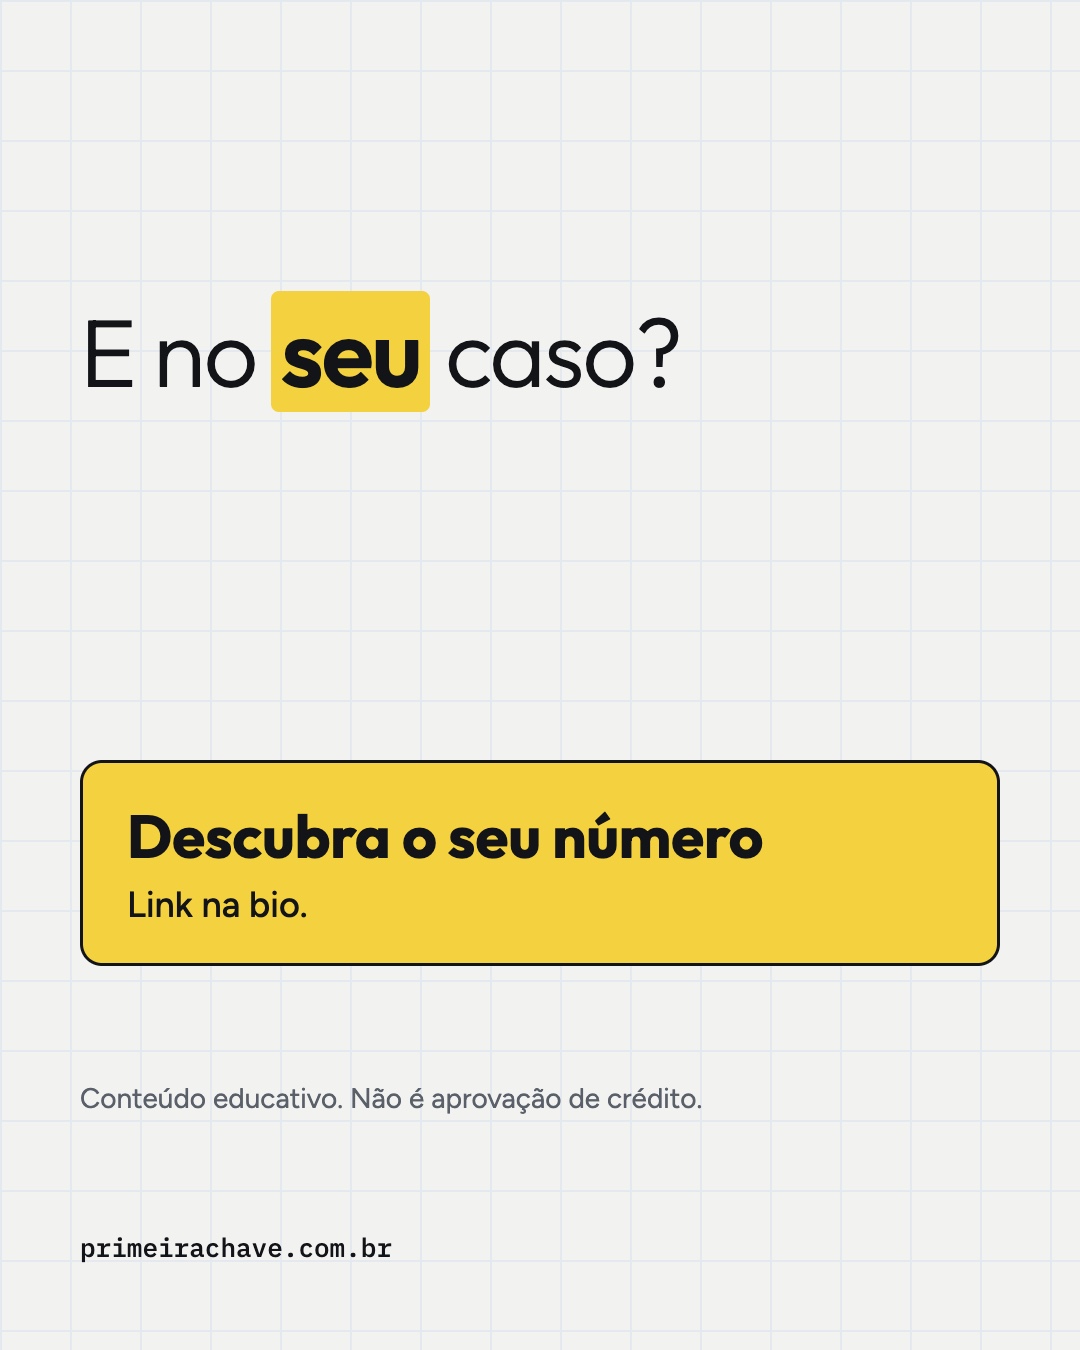 E no seu caso?
Descubra o seu número
Link na bio.
Conteúdo educativo. Não é aprovação de crédito.
primeirachave.com.br